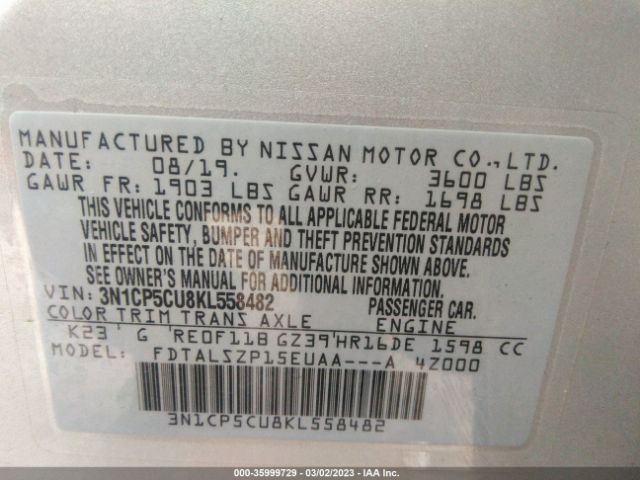 MANUFACTURED BY NISSAN MOTOR CO.,LTD.
DATE: 08/19. GVWR: 3600 LBS
GAWR FR: 1903 LBS GAWR RR: 1698 LBS
THIS VEHICLE CONFORMS TO ALL APPLICABLE FEDERAL MOTOR
VEHICLE SAFETY, BUMPER AND THEFT PREVENTION STANDARDS
IN EFFECT ON THE DATE OF MANUFACTURE SHOWN ABOVE.
SEE OWNER'S MANUAL FOR ADDITIONAL INFORMATION.
VIN: 3N1CP5CU8KL558482 PASSENGER CAR.
COLOR TRIM TRANS AXLE ENGINE
K23 G RE0F11B GZ39 HR16DE 1598 CC
MODEL: FDTALSZP15EUAA---A 4Z000
3N1CP5CU8KL558482
000-35999729 - 03/02/2023 - IAA Inc.